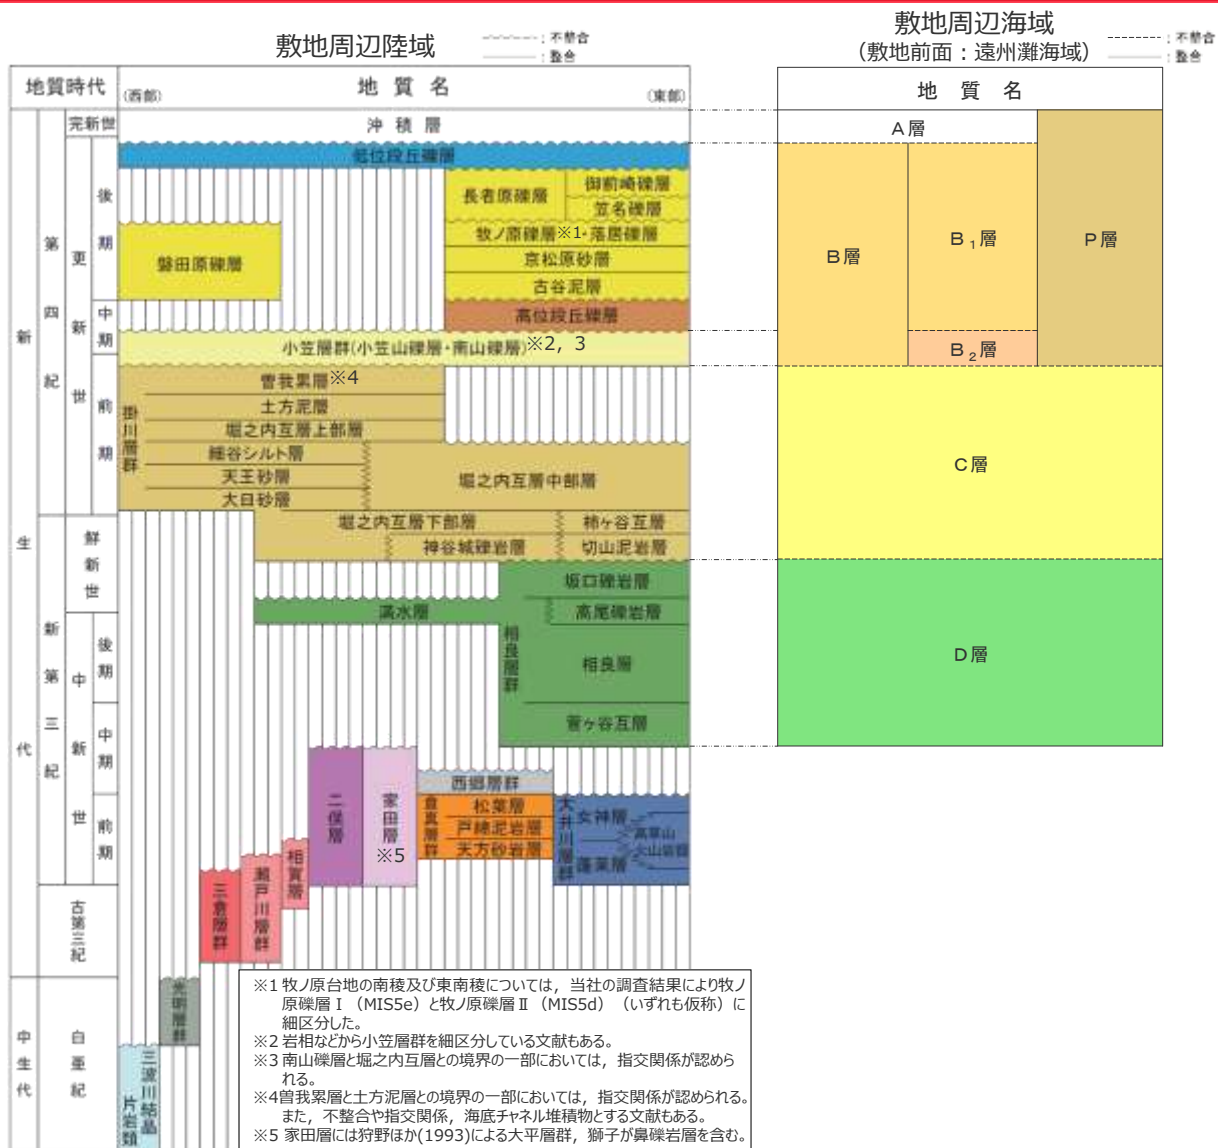 敷地周辺陸域
：不整合
：整合
敷地周辺海域
（敷地前面：遠州灘海域）
：不整合
：整合
地質時代
（西部）
地質名
（東部）
地質名
新生代
第四紀
完新世
更新世
後期
中期
前期
新第三紀
鮮新世
中新世
後期
中期
前期
古第三紀
中生代
白亜紀
沖積層
低位段丘礫層
長者原礫層
御前崎礫層
笠名礫層
牧ノ原礫層※1・落居礫層
京松原砂層
古谷泥層
磐田原礫層
高位段丘礫層
小笠層群(小笠山礫層・南山礫層)※2，3
掛川層群
曽我累層※4
土方泥層
堀之内互層上部層
細谷シルト層
天王砂層
大日砂層
堀之内互層中部層
堀之内互層下部層
柿ヶ谷互層
神谷城礫岩層
切山泥岩層
坂口礫岩層
満水層
高尾礫岩層
相良層群
相良層
菅ヶ谷互層
二俣層
家田層
※5
西郷層群
倉真層群
松葉層
戸綿泥岩層
天方砂岩層
大井川層群
女神層
高草山
火山岩類
蓬莱層
相賀層
瀬戸川層群
三倉層群
光明層群
三波川結晶
片岩類
A層
B層
B₁層
B₂層
P層
C層
D層
※1 牧ノ原台地の南稜及び東南稜については，当社の調査結果により牧ノ
原礫層Ⅰ（MIS5e）と牧ノ原礫層Ⅱ（MIS5d）（いずれも仮称）に
細区分した。
※2 岩相などから小笠層群を細区分している文献もある。
※3 南山礫層と堀之内互層との境界の一部においては，指交関係が認めら
れる。
※4曽我累層と土方泥層との境界の一部においては，指交関係が認められる。
また，不整合や指交関係，海底チャネル堆積物とする文献もある。
※5 家田層には狩野ほか(1993)による大平層群，獅子が鼻礫岩層を含む。